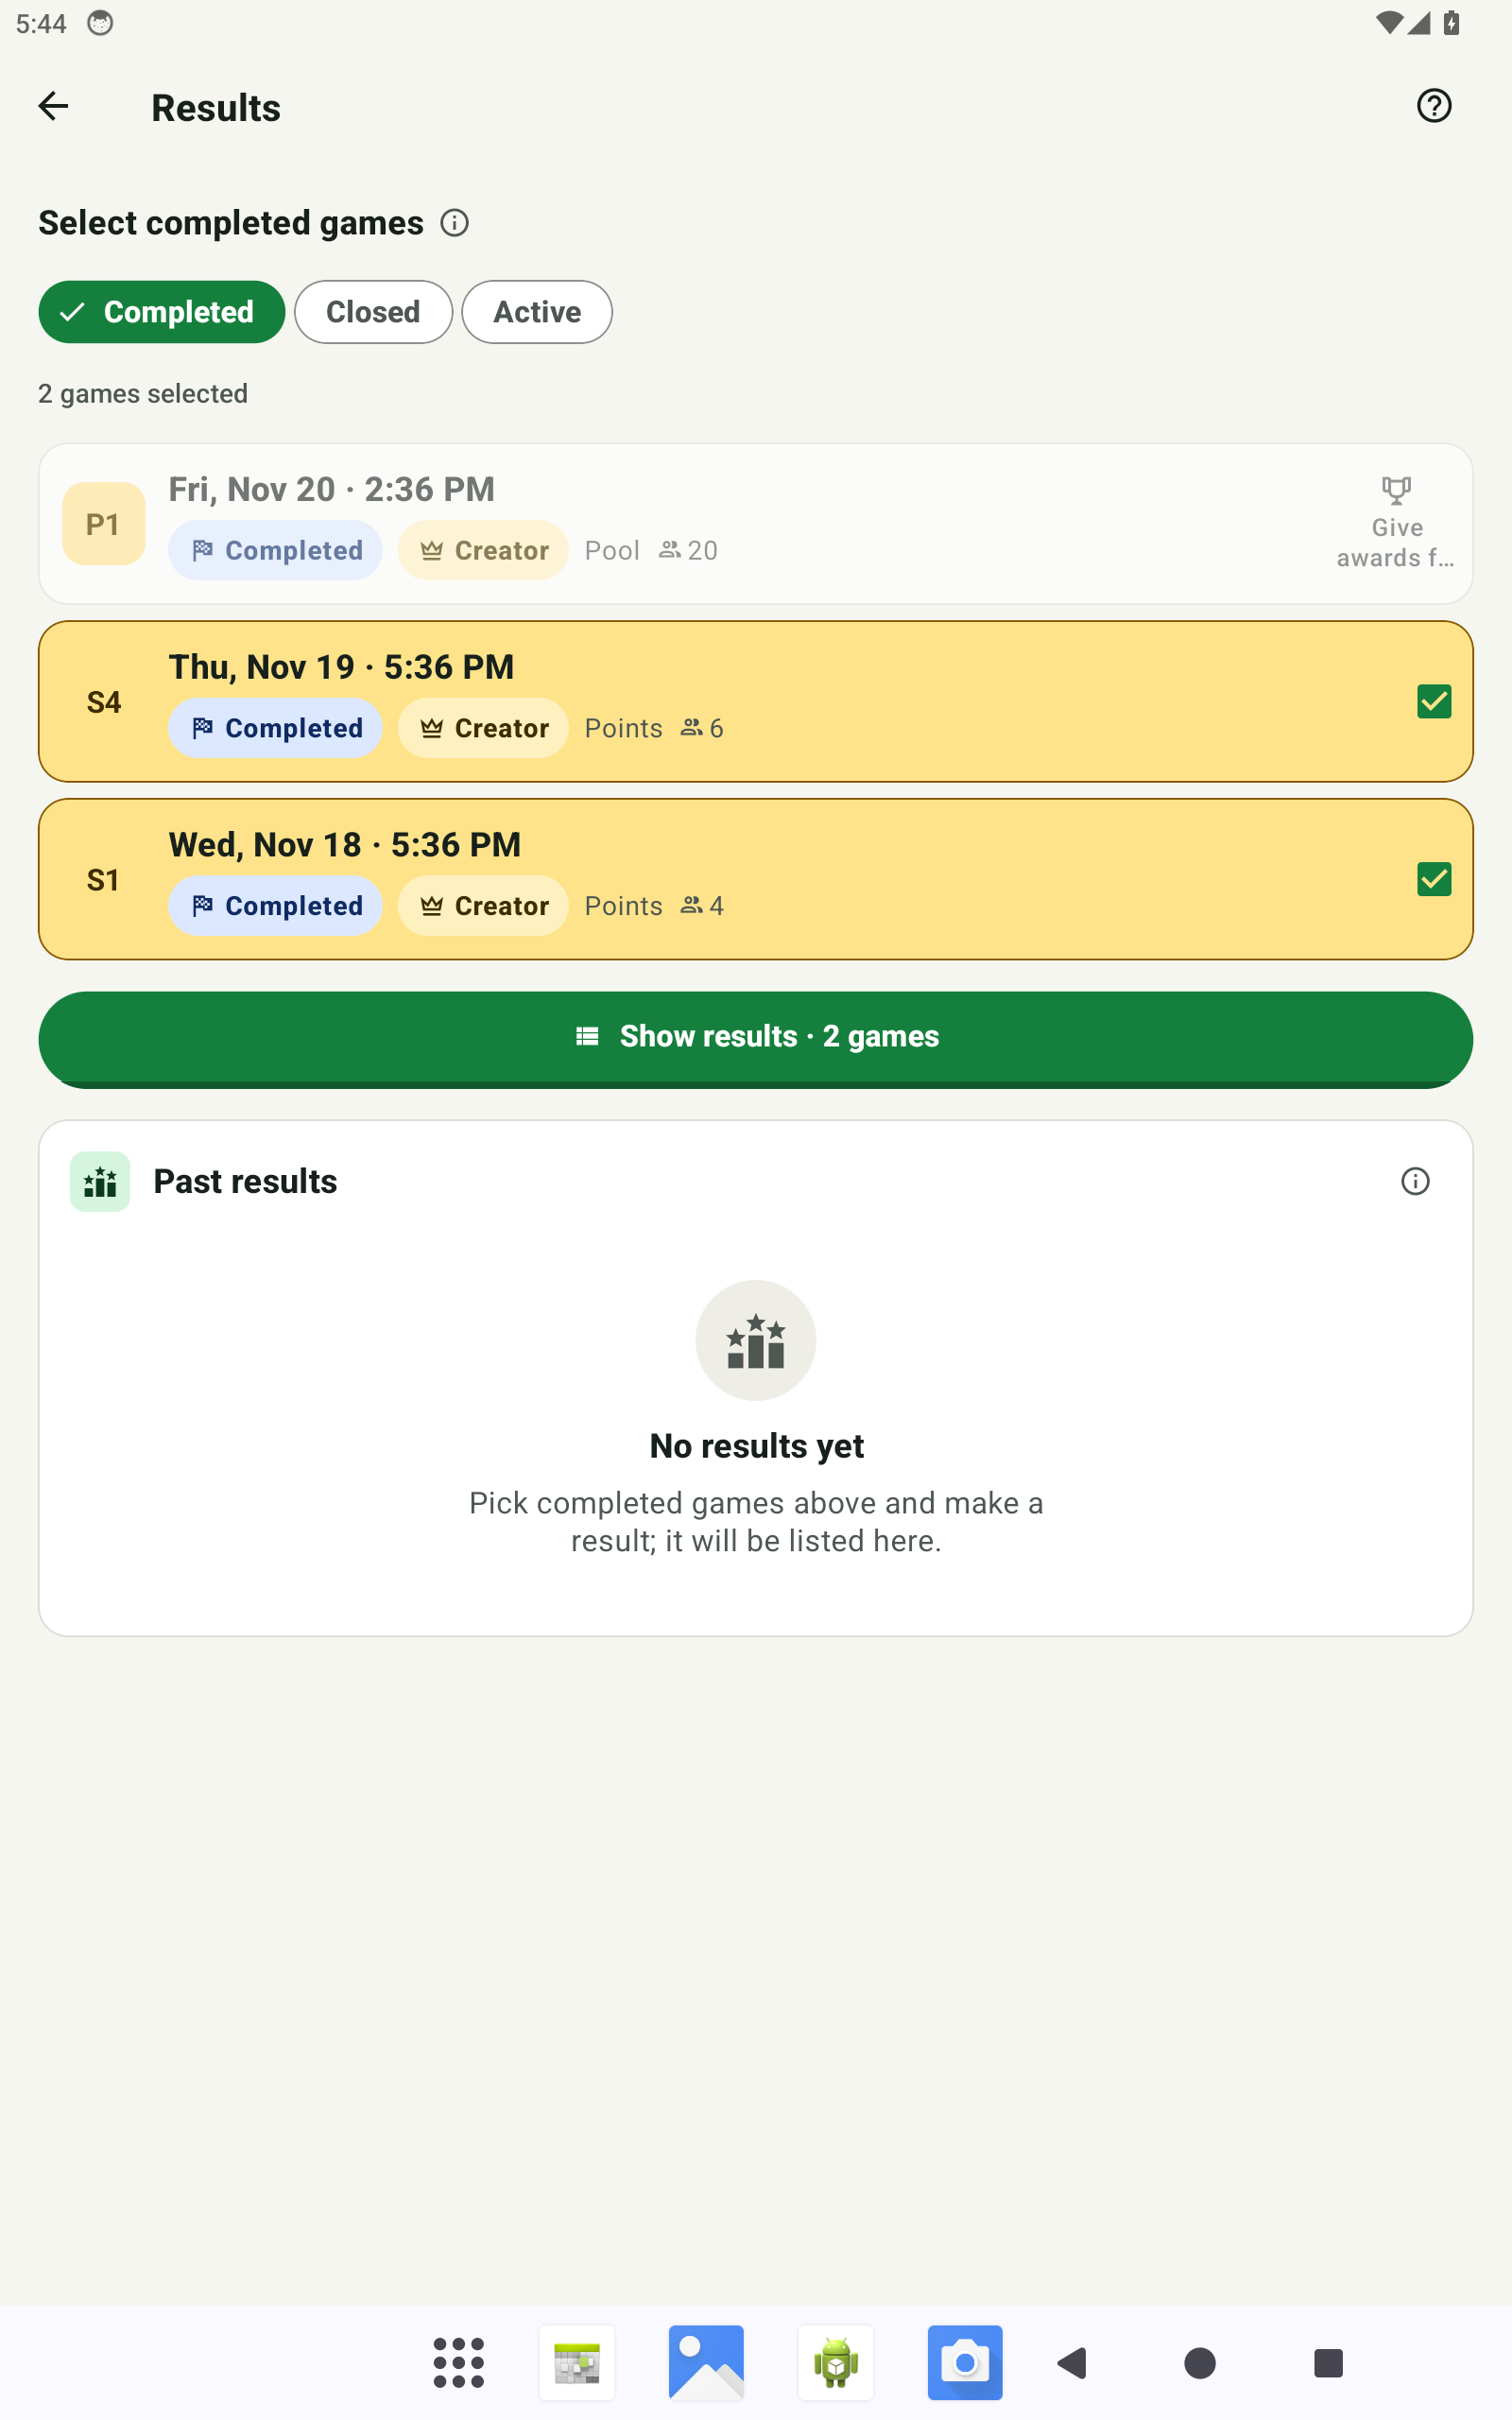 5:44
Results
Select completed games
Completed
Closed
Active
2 games selected
P1
Fri, Nov 20 · 2:36 PM
Completed
Creator
Pool
20
Give
awards f…
S4
Thu, Nov 19 · 5:36 PM
Completed
Creator
Points
6
S1
Wed, Nov 18 · 5:36 PM
Completed
Creator
Points
4
Show results · 2 games
Past results
No results yet
Pick completed games above and make a
result; it will be listed here.